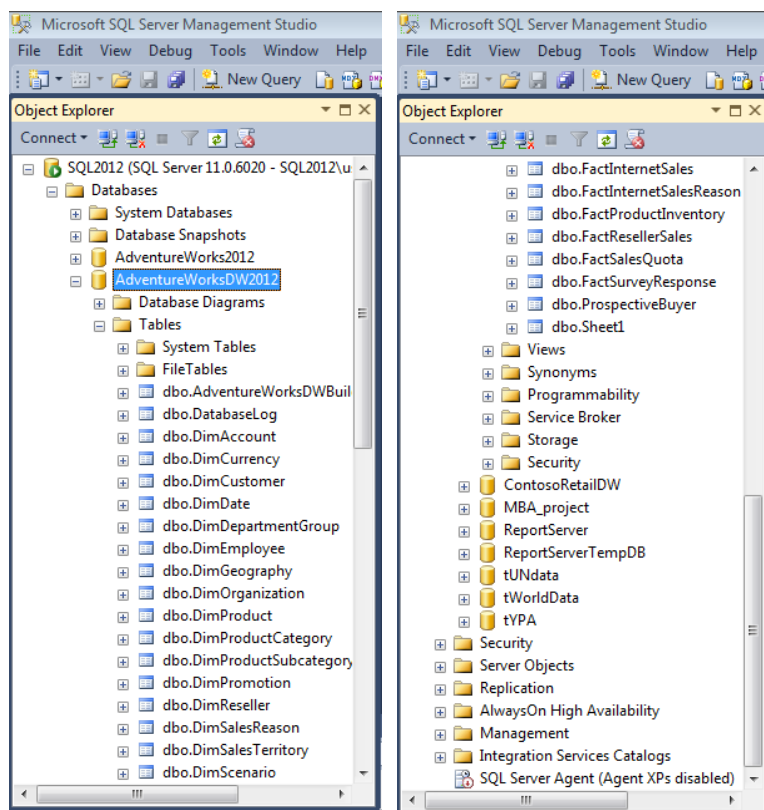 Microsoft SQL Server Management Studio
File Edit View Debug Tools Window Help
New Query
Object Explorer
Connect
SQL2012 (SQL Server 11.0.6020 - SQL2012\u
Databases
System Databases
Database Snapshots
AdventureWorks2012
AdventureWorksDW2012
Database Diagrams
Tables
System Tables
FileTables
dbo.AdventureWorksDWBuil
dbo.DatabaseLog
dbo.DimAccount
dbo.DimCurrency
dbo.DimCustomer
dbo.DimDate
dbo.DimDepartmentGroup
dbo.DimEmployee
dbo.DimGeography
dbo.DimOrganization
dbo.DimProduct
dbo.DimProductCategory
dbo.DimProductSubcategory
dbo.DimPromotion
dbo.DimReseller
dbo.DimSalesReason
dbo.DimSalesTerritory
dbo.DimScenario
Microsoft SQL Server Management Studio
File Edit View Debug Tools Window Help
New Query
Object Explorer
Connect
dbo.FactInternetSales
dbo.FactInternetSalesReason
dbo.FactProductInventory
dbo.FactResellerSales
dbo.FactSalesQuota
dbo.FactSurveyResponse
dbo.ProspectiveBuyer
dbo.Sheet1
Views
Synonyms
Programmability
Service Broker
Storage
Security
ContosoRetailDW
MBA_project
ReportServer
ReportServerTempDB
tUNdata
tWorldData
tYPA
Security
Server Objects
Replication
AlwaysOn High Availability
Management
Integration Services Catalogs
SQL Server Agent (Agent XPs disabled)